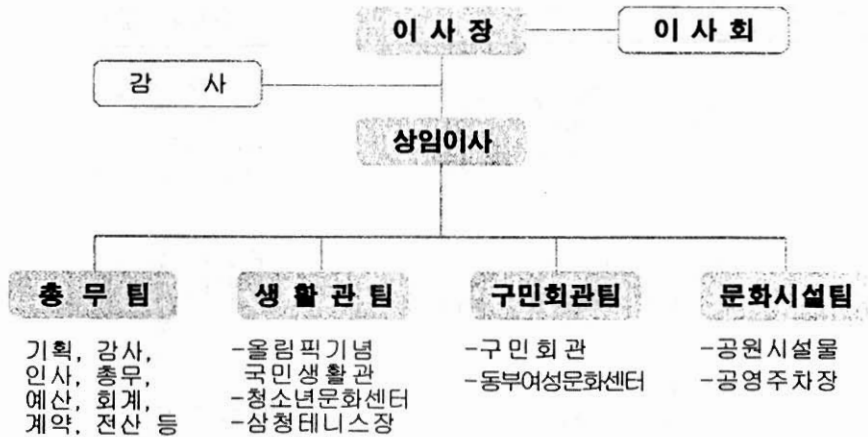 이 사 장
이 사 회
감 사
상임이사
총 무 팀
기획, 감사,
인사, 총무,
예산, 회계,
계약, 전산 등
생 활 관 팀
-올림픽기념
국민생활관
-청소년문화센터
-삼청테니스장
구민회관팀
-구민회관
-동부여성문화센터
문화시설팀
-공원시설물
-공영주차장